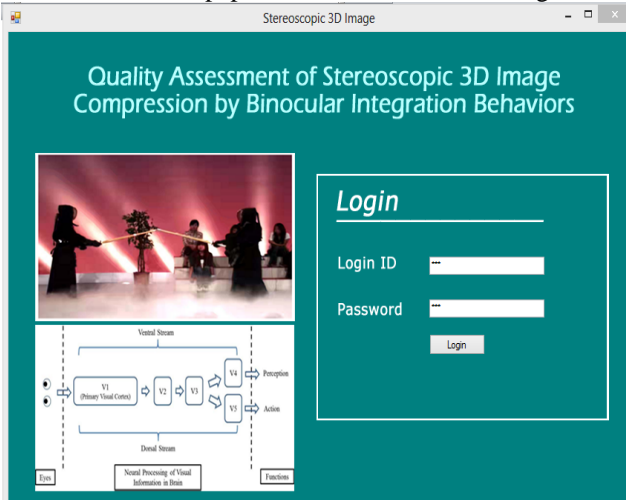 Stereoscopic 3D Image
Quality Assessment of Stereoscopic 3D Image
Compression by Binocular Integration Behaviors
Login
Login ID
***
Password
***
Login
Ventral Stream
V1
(Primary Visual Cortex)
V2
V3
V4
V5
Perception
Action
Dorsal Stream
Eyes
Neural Processing of Visual
Information in Brain
Functions